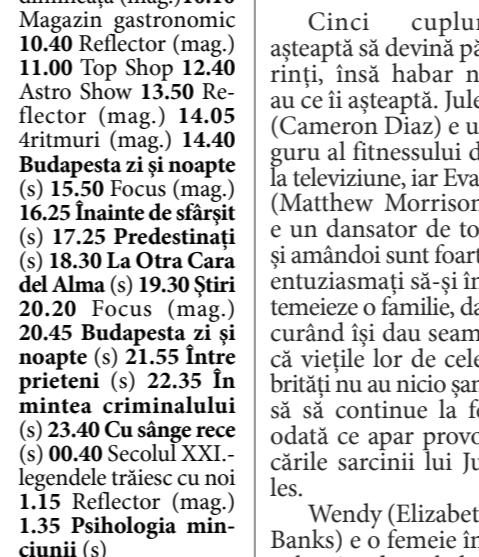 dimineață (mag.) 10.10
Magazin gastronomic
10.40 Reflector (mag.)
11.00 Top Shop 12.40
Astro Show 13.50 Re-
flector (mag.) 14.05
4ritmuri (mag.) 14.40
Budapesta zi și noapte
(s) 15.50 Focus (mag.)
16.25 Înainte de sfârșit
(s) 17.25 Predestinați
(s) 18.30 La Otra Cara
del Alma (s) 19.30 Știri
20.20 Focus (mag.)
20.45 Budapesta zi și
noapte (s) 21.55 Între
prieteni (s) 22.35 În
mintea criminalului
(s) 23.40 Cu sânge rece
(s) 00.40 Secolul XXI.-
legendele trăiesc cu noi
1.15 Reflector (mag.)
1.35 Psihologia min-
ciunii (s)
Cinci cuplur
așteaptă să devină pă
rinți, însă habar n
au ce îi așteaptă. Jule
(Cameron Diaz) e u
guru al fitnessului d
la televiziune, iar Eva
(Matthew Morrison
e un dansator de to
și amândoi sunt foart
entuziasmați să-și în
temeieze o familie, da
curând își dau seam
că viețile lor de cele
brități nu au nicio șan
să să continue la fe
odată ce apar provo
cările sarcinii lui Ju
les.
Wendy (Elizabet
Banks) e o femeie în